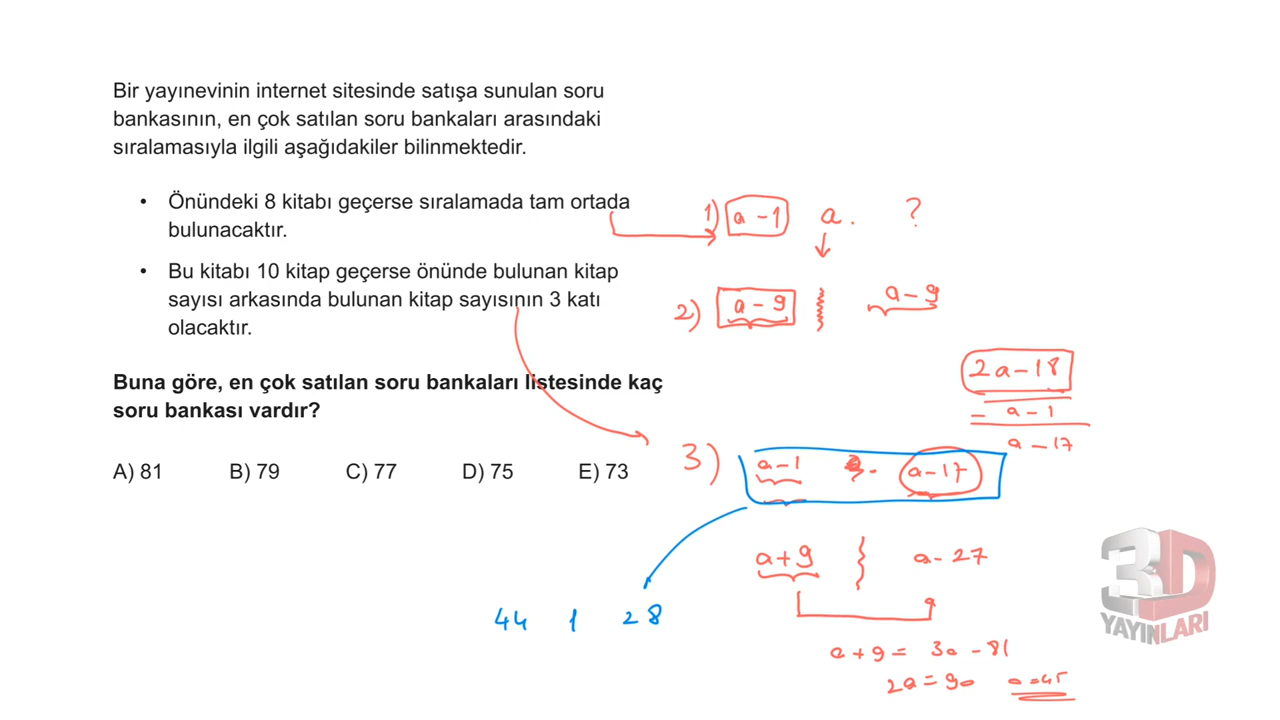 Bir yayınevinin internet sitesinde satışa sunulan soru
bankasının, en çok satılan soru bankaları arasındaki
sıralamasıyla ilgili aşağıdakiler bilinmektedir.
• Önündeki 8 kitabı geçerse sıralamada tam ortada
bulunacaktır.
• Bu kitabı 10 kitap geçerse önünde bulunan kitap
sayısı arkasında bulunan kitap sayısının 3 katı
olacaktır.
Buna göre, en çok satılan soru bankaları listesinde kaç
soru bankası vardır?
A) 81 B) 79 C) 77 D) 75 E) 73
1) a - 1 a. ?
2) a - 9 a - 9
2a - 18
= a - 1
a - 17
3) a - 1 a - 17
a + 9 a - 27
44 1 28
a + 9 = 3a - 81
2a = 90 a = 45
3D
YAYINLARI